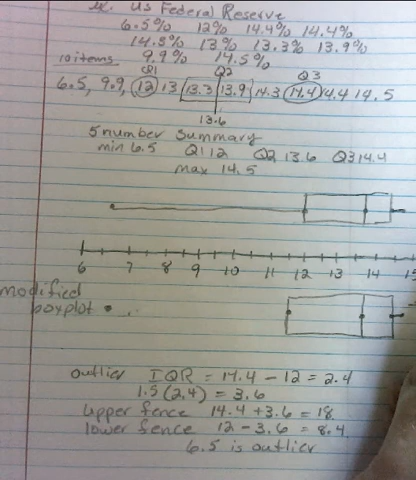 US Federal Reserve
6.5% 12% 14.4% 14.4%
14.3% 13% 13.3% 13.9%
9.9% 14.5%
10 items
Q1 Q2 Q3
6.5, 9.9, 12 13 13.3 13.9 14.3 14.4 14.4 14.5
13.6
5 number summary
min 6.5 Q1 12 Q2 13.6 Q3 14.4
max 14.5
6 7 8 9 10 11 12 13 14 15
modified
boxplot
outlier IQR = 14.4 - 12 = 2.4
1.5(2.4) = 3.6
upper fence 14.4 + 3.6 = 18
lower fence 12 - 3.6 = 8.4
6.5 is outlier